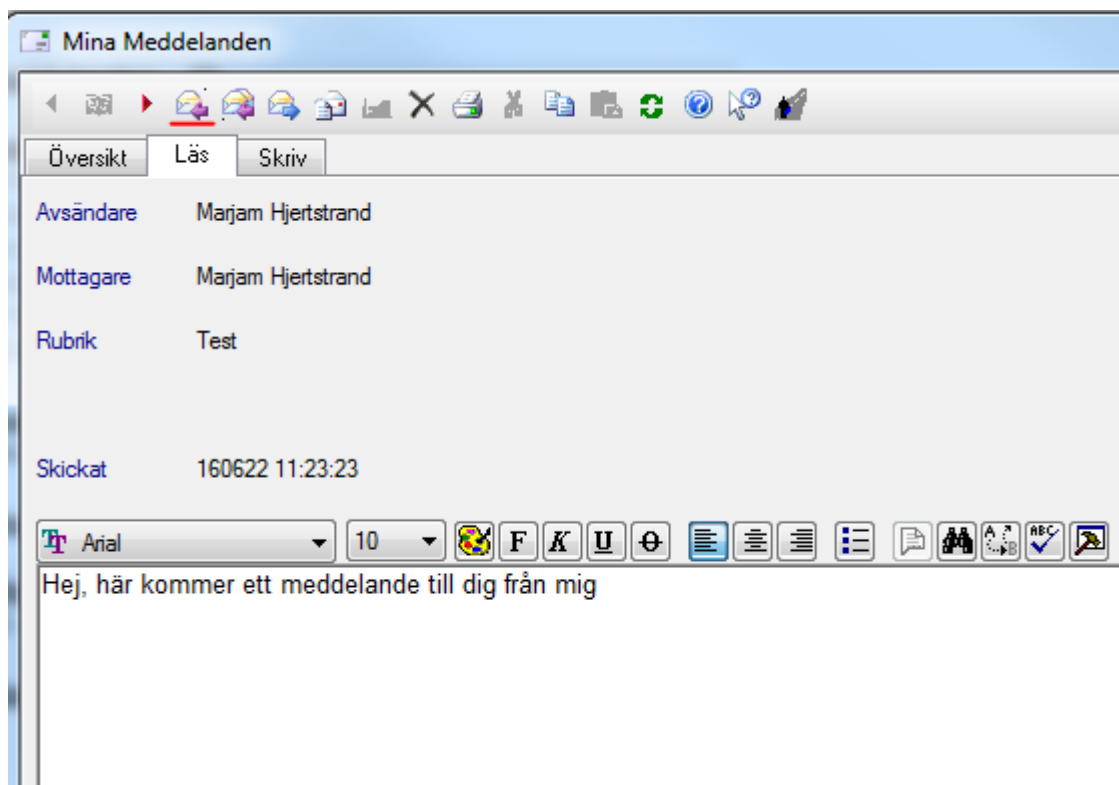 Mina Meddelanden
Översikt Läs Skriv
Avsändare Marjam Hjertstrand
Mottagare Marjam Hjertstrand
Rubrik Test
Skickat 160622 11:23:23
Arial 10 F K U O A B ABC
Hej, här kommer ett meddelande till dig från mig